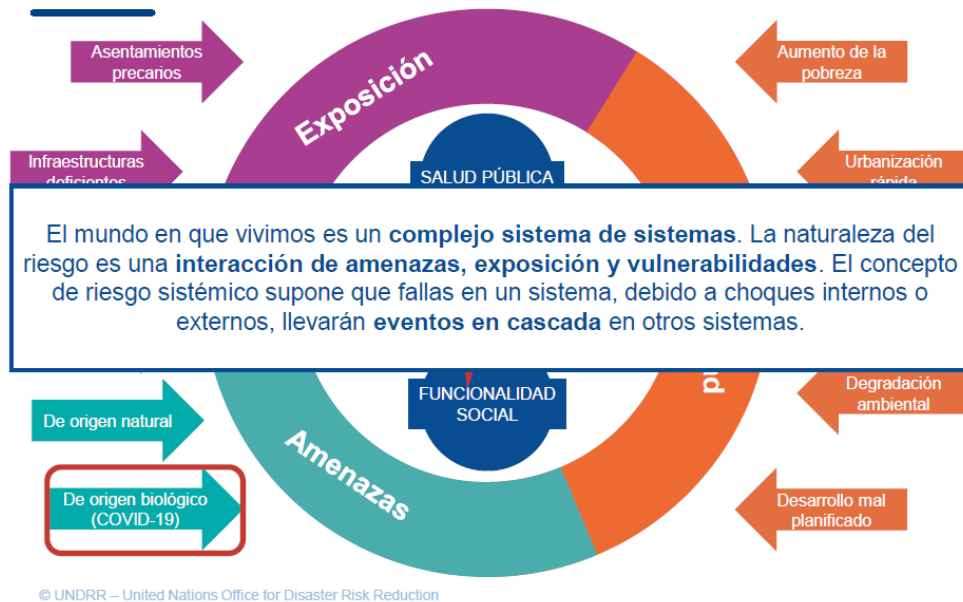 Asentamientos
precarios
Exposición
Aumento de la
pobreza
Infraestructuras
deficientes
SALUD PÚBLICA
Urbanización
rápida
El mundo en que vivimos es un complejo sistema de sistemas. La naturaleza del
riesgo es una interacción de amenazas, exposición y vulnerabilidades. El concepto
de riesgo sistémico supone que fallas en un sistema, debido a choques internos o
externos, llevarán eventos en cascada en otros sistemas.
De origen natural
FUNCIONALIDAD
SOCIAL
Degradación
ambiental
Amenazas
De origen biológico
(COVID-19)
Desarrollo mal
planificado
© UNDRR – United Nations Office for Disaster Risk Reduction